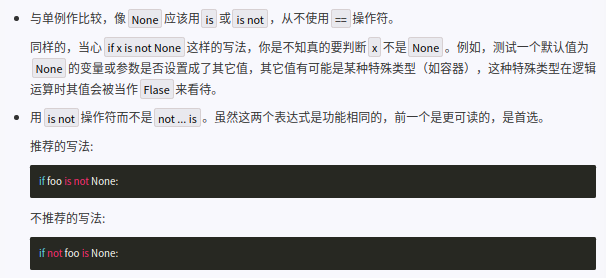 与单例作比较，像 None 应该用 is 或 is not ，从不使用 == 操作符。
同样的，当心 if x is not None 这样的写法，你是不知真的要判断 x 不是 None 。例如，测试一个默认值为
None 的变量或参数是否设置成了其它值，其它值有可能是某种特殊类型（如容器），这种特殊类型在逻辑
运算时其值会被当作 Flase 来看待。
用 is not 操作符而不是 not ... is 。虽然这两个表达式是功能相同的，前一个是更可读的，是首选。
推荐的写法:
if foo is not None:
不推荐的写法:
if not foo is None: